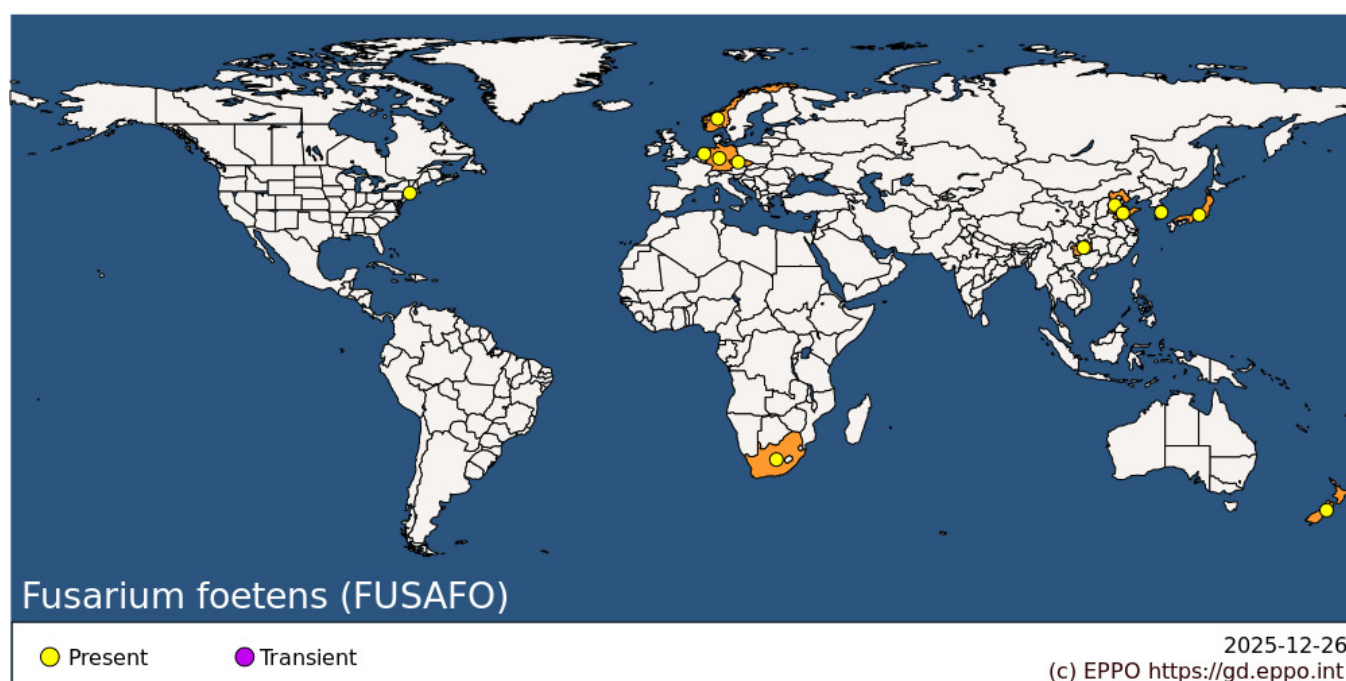 Fusarium foetens (FUSAFO)
Present
Transient
2025-12-26
(c) EPPO https://gd.eppo.int